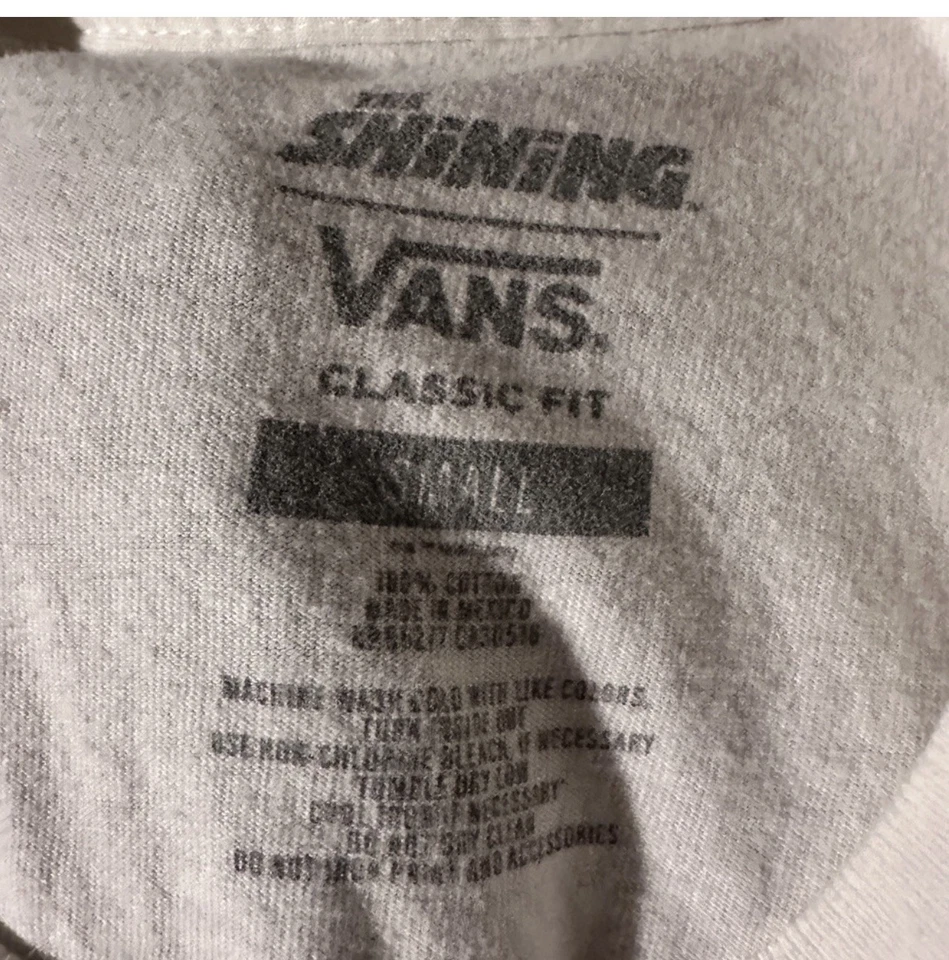 THE
SHiNiNG
VANS
CLASSIC FIT
SMALL
100% COTTON
MADE IN MEXICO
CA30516
MACHINE WASH COLD WITH LIKE COLORS,
TURN INSIDE OUT
USE NON-CHLORINE BLEACH, IF NECESSARY
TUMBLE DRY LOW
COOL IRON IF NECESSARY
DO NOT DRY CLEAN
DO NOT IRON PRINT AND ACCESSORIES